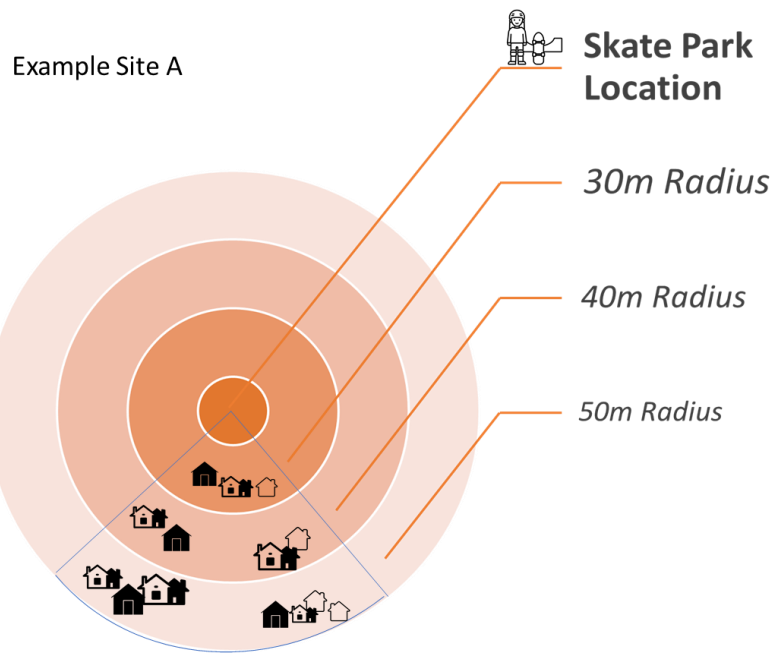 Example Site A
Skate Park
Location
30m Radius
40m Radius
50m Radius